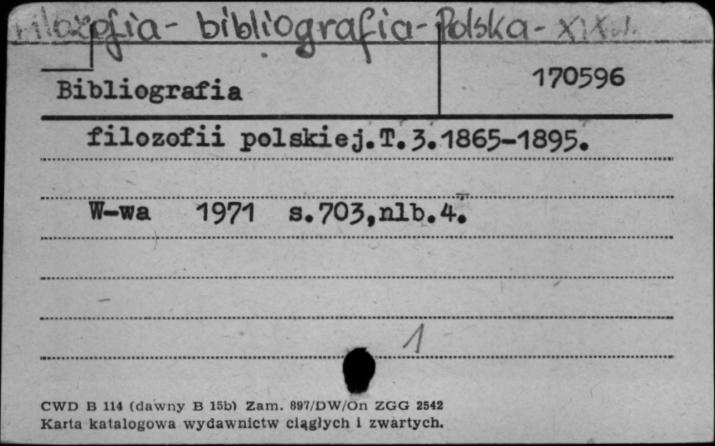 Filozofia - bibliografia - Polska - XIX w.
170596
Bibliografia
filozofii polskiej.T.3.1865-1895.
W-wa 1971 s.703,nlb.4.
1
CWD B 114 (dawny B 15b) Zam. 897/DW/On ZGG 2542
Karta katalogowa wydawnictw ciągłych i zwartych.